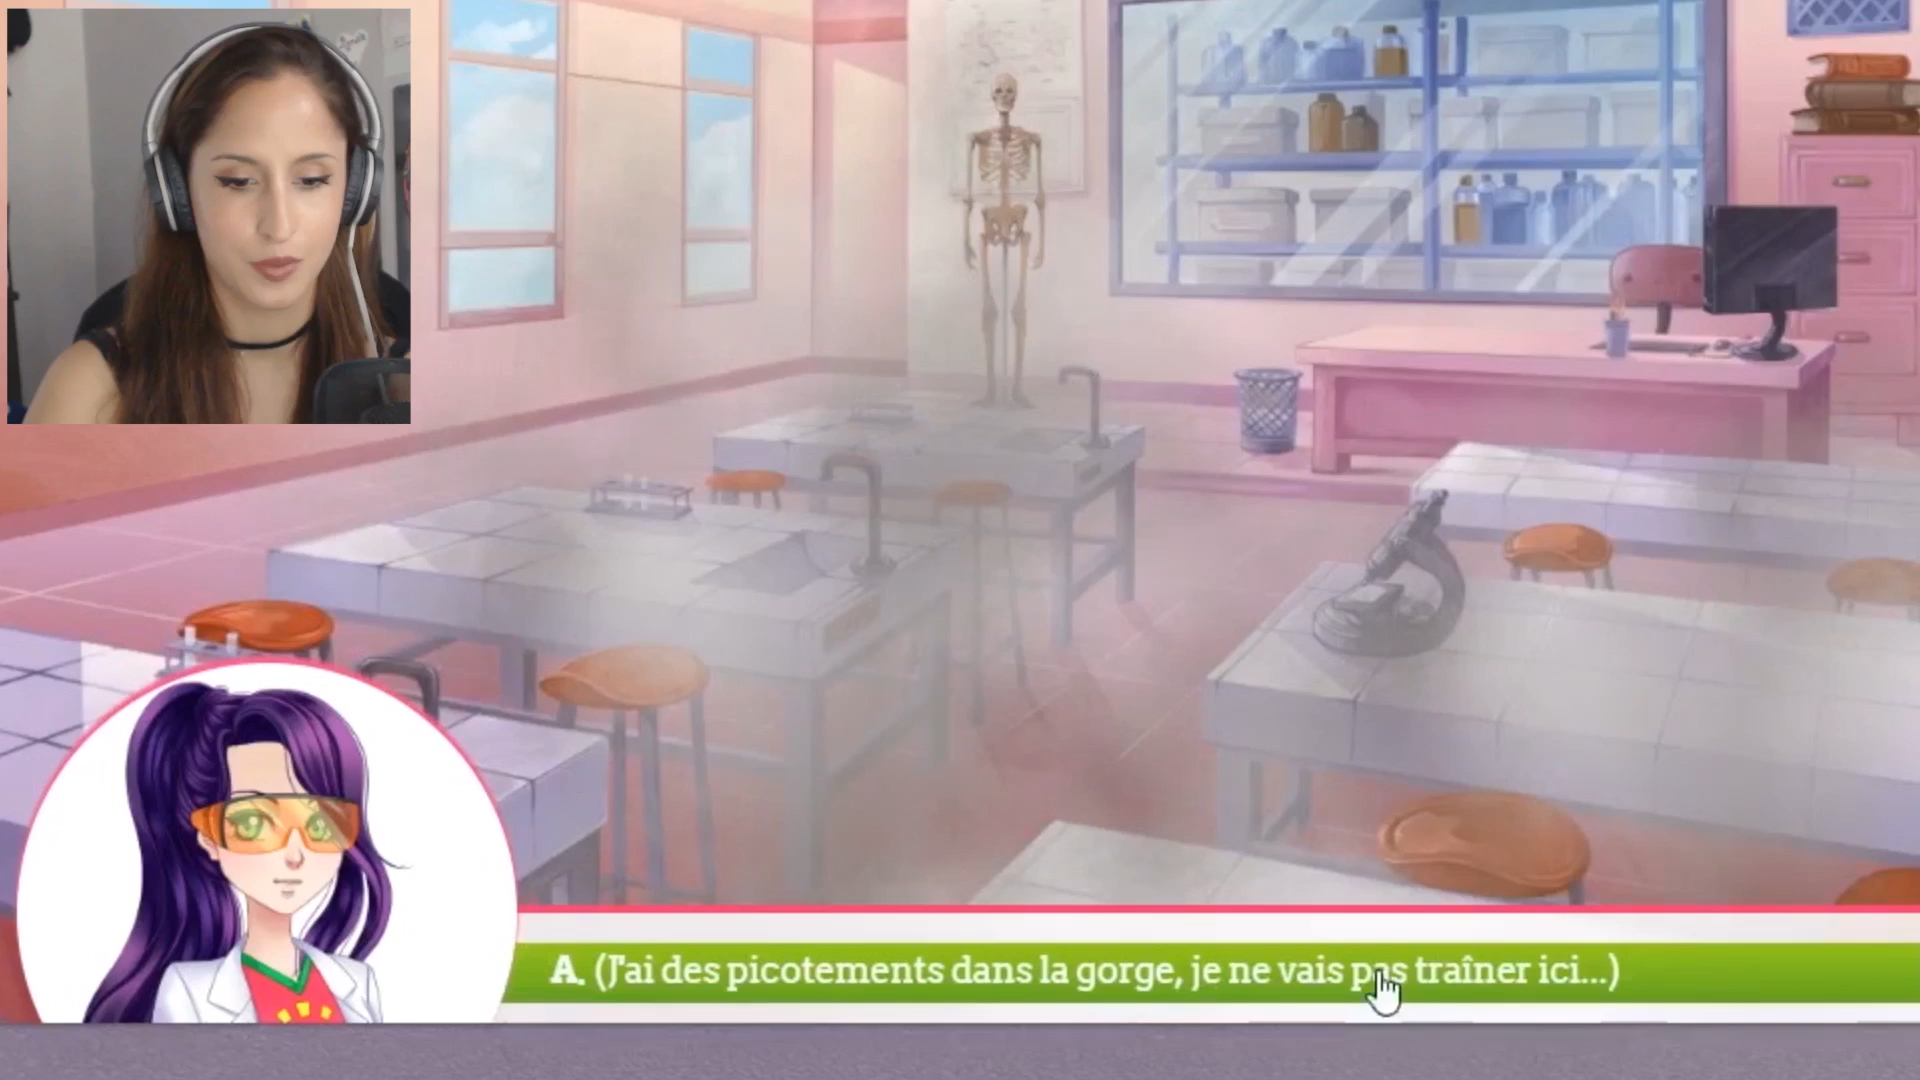 A. (J'ai des picotements dans la gorge, je ne vais pas traîner ici...)